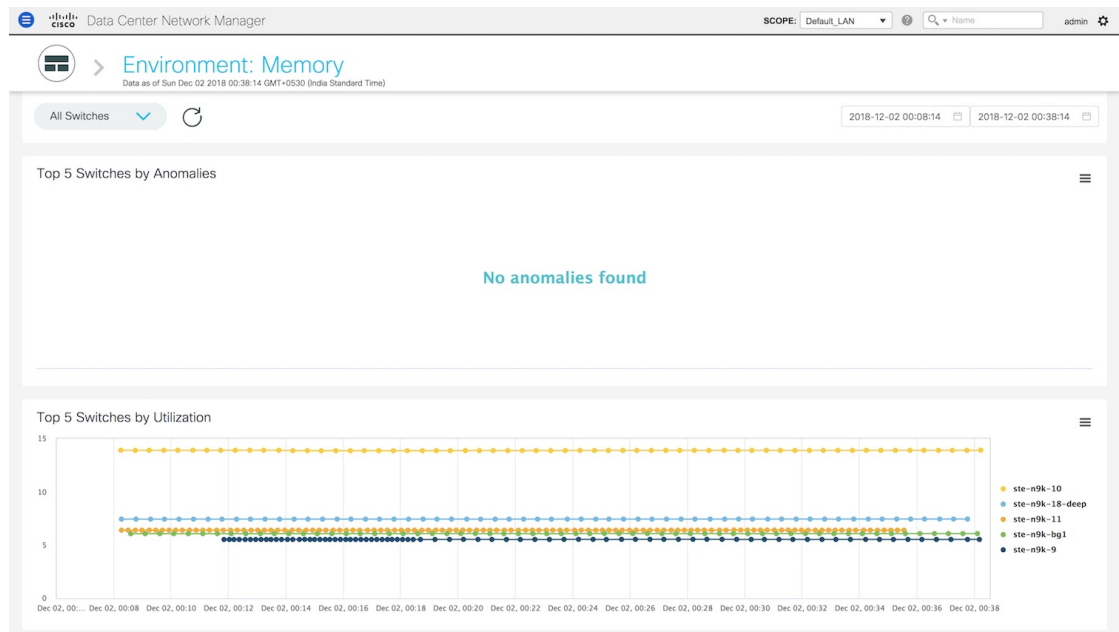 CISCO Data Center Network Manager SCOPE: Default_LAN Name admin
Environment: Memory
Data as of Sun Dec 02 2018 00:38:14 GMT+0530 (India Standard Time)
All Switches 2018-12-02 00:08:14 2018-12-02 00:38:14
Top 5 Switches by Anomalies
No anomalies found
Top 5 Switches by Utilization
15
10
5
0
ste-n9k-10
ste-n9k-18-deep
ste-n9k-11
ste-n9k-bg1
ste-n9k-9
Dec 02, 00:... Dec 02, 00:08 Dec 02, 00:10 Dec 02, 00:12 Dec 02, 00:14 Dec 02, 00:16 Dec 02, 00:18 Dec 02, 00:20 Dec 02, 00:22 Dec 02, 00:24 Dec 02, 00:26 Dec 02, 00:28 Dec 02, 00:30 Dec 02, 00:32 Dec 02, 00:34 Dec 02, 00:36 Dec 02, 00:38